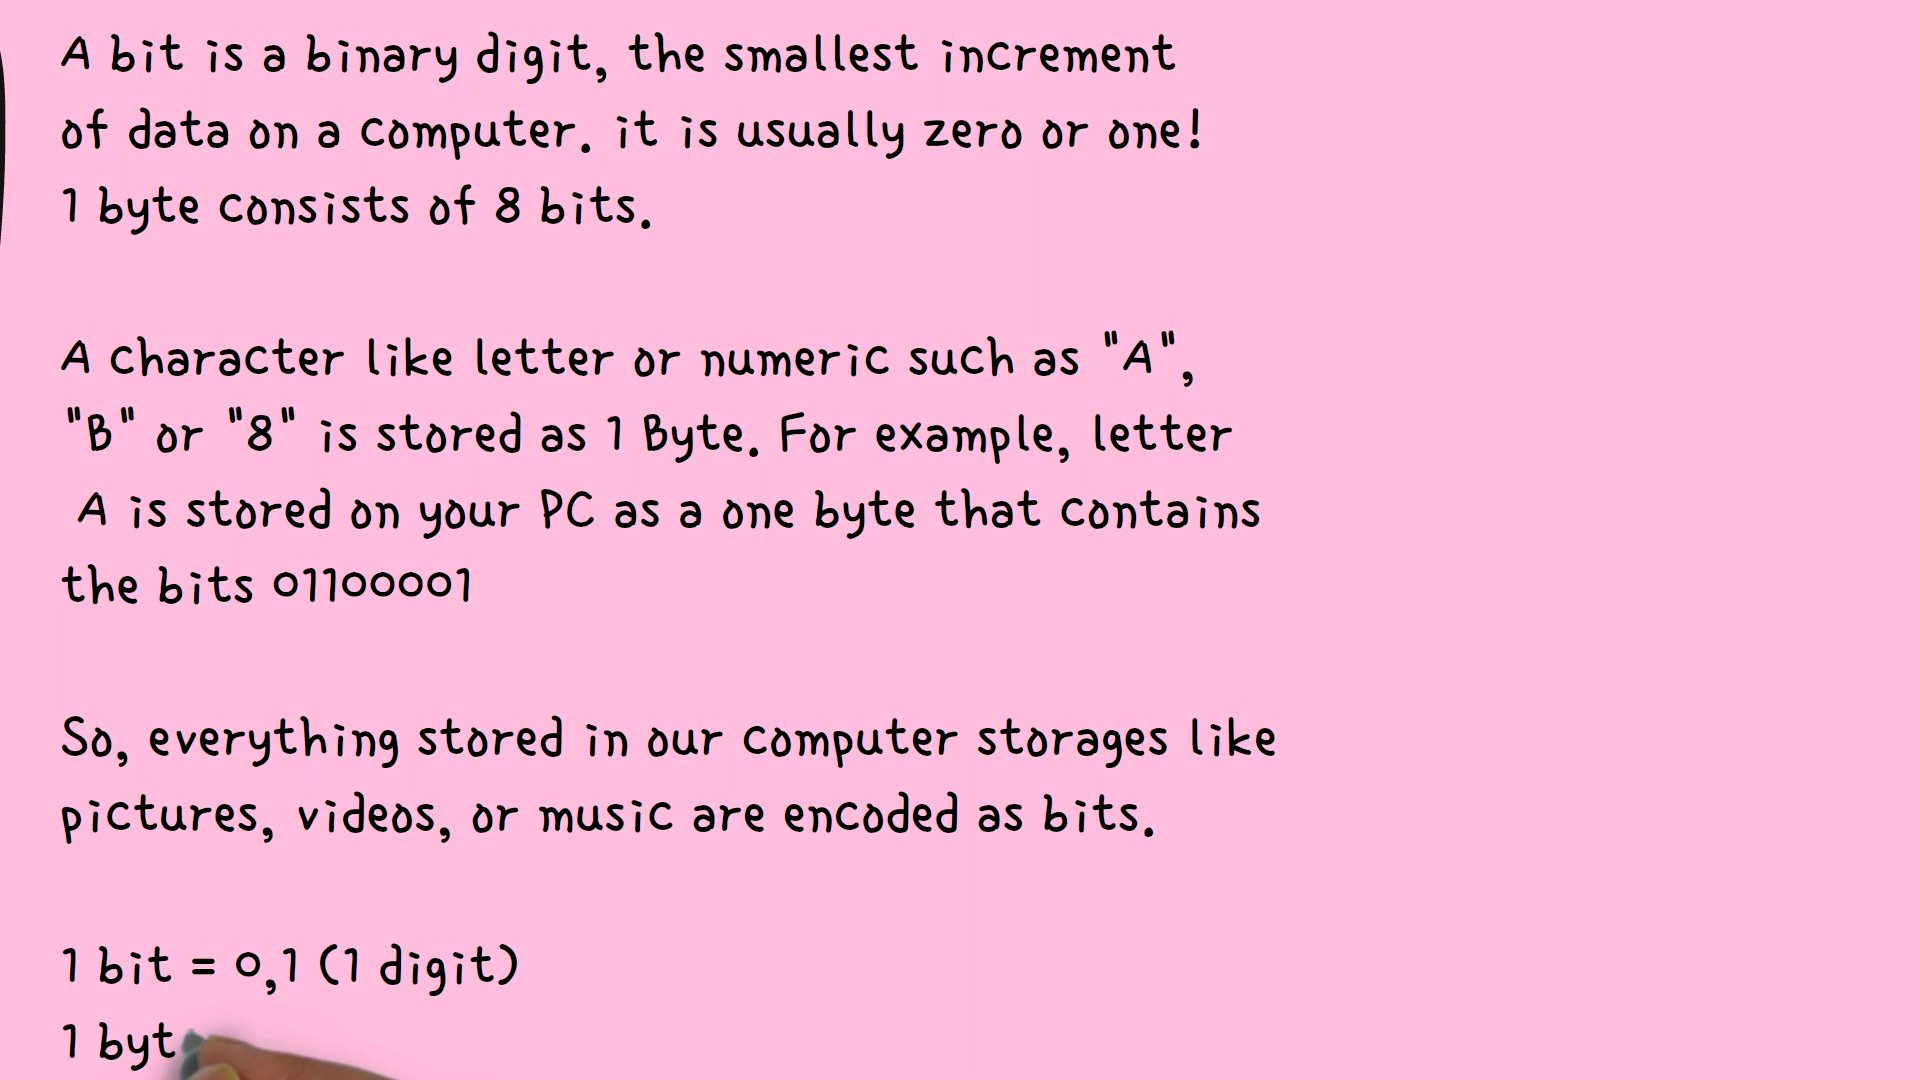 A bit is a binary digit, the smallest increment
of data on a computer. it is usually zero or one!
1 byte consists of 8 bits.
A character like letter or numeric such as "A",
"B" or "8" is stored as 1 Byte. For example, letter
A is stored on your PC as a one byte that contains
the bits 01100001
So, everything stored in our computer storages like
pictures, videos, or music are encoded as bits.
1 bit = 0,1 (1 digit)
1 byt